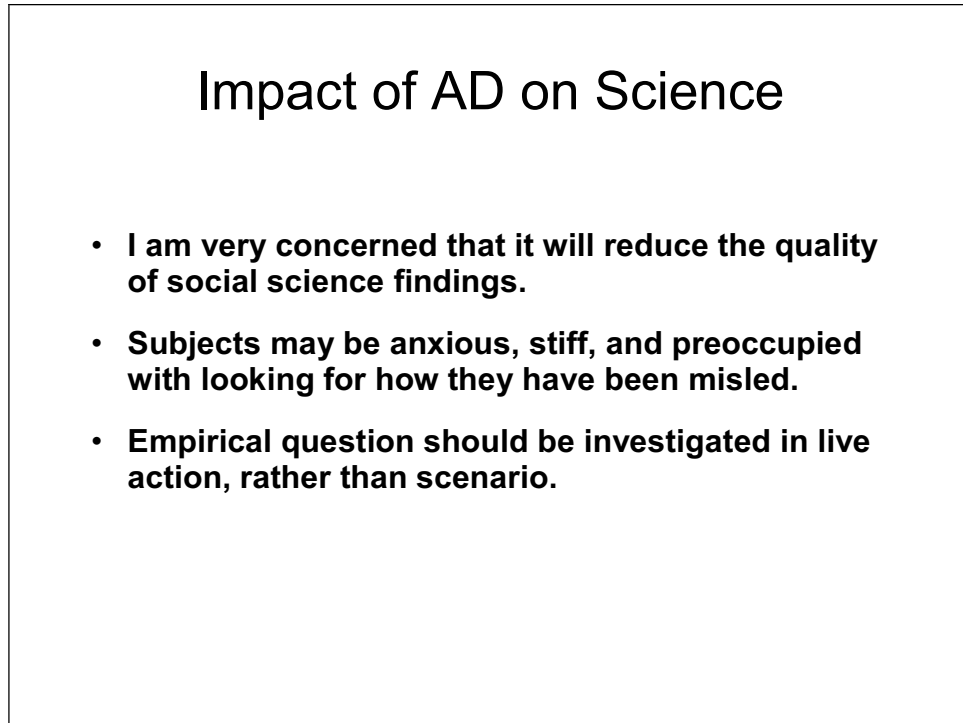 Impact of AD on Science
• I am very concerned that it will reduce the quality
of social science findings.
• Subjects may be anxious, stiff, and preoccupied
with looking for how they have been misled.
• Empirical question should be investigated in live
action, rather than scenario.